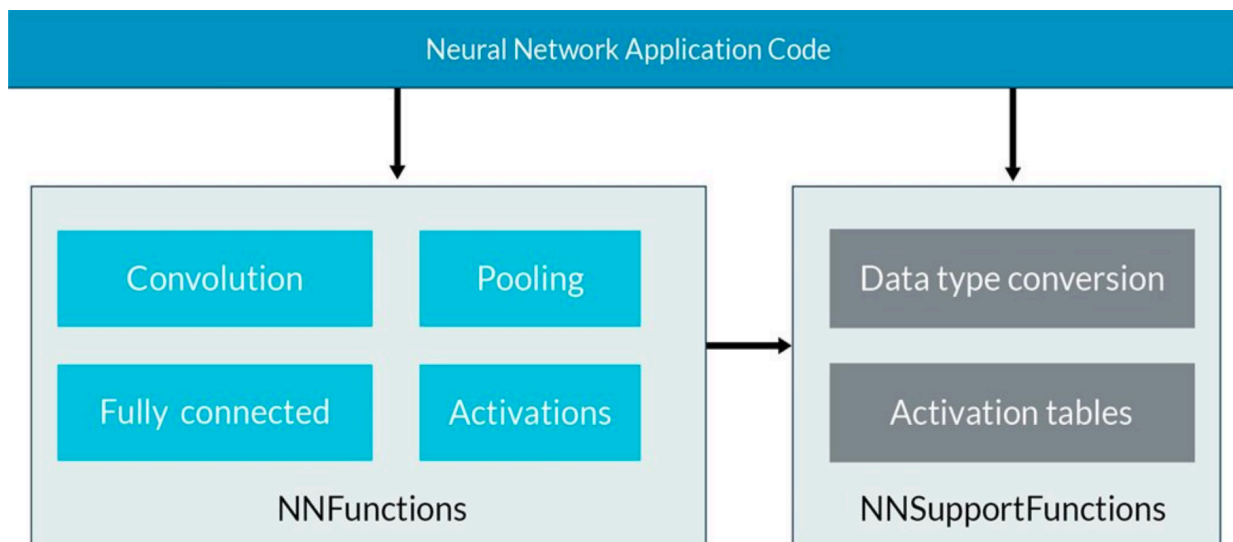 Neural Network Application Code
Convolution
Pooling
Fully connected
Activations
NNFunctions
Data type conversion
Activation tables
NNSupportFunctions